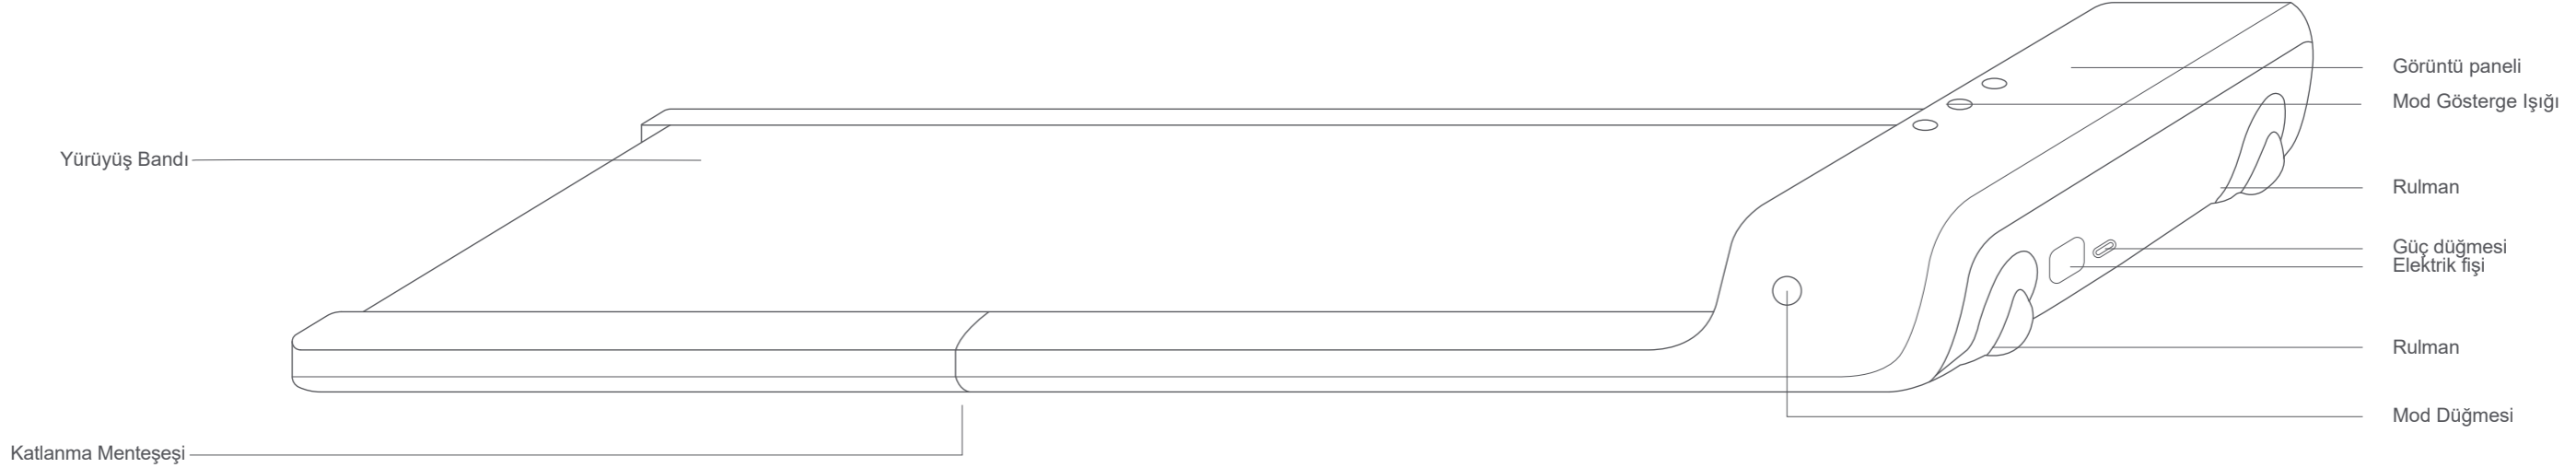 Görüntü paneli
Mod Gösterge Işığı
Yürüyüş Bandı
Rulman
Güç düğmesi
Elektrik fişi
Rulman
Mod Düğmesi
Katlanma Menteşeşi